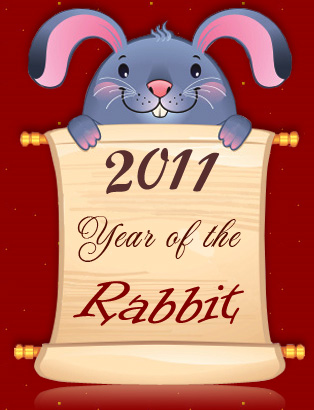 2011
Year of the
Rabbit